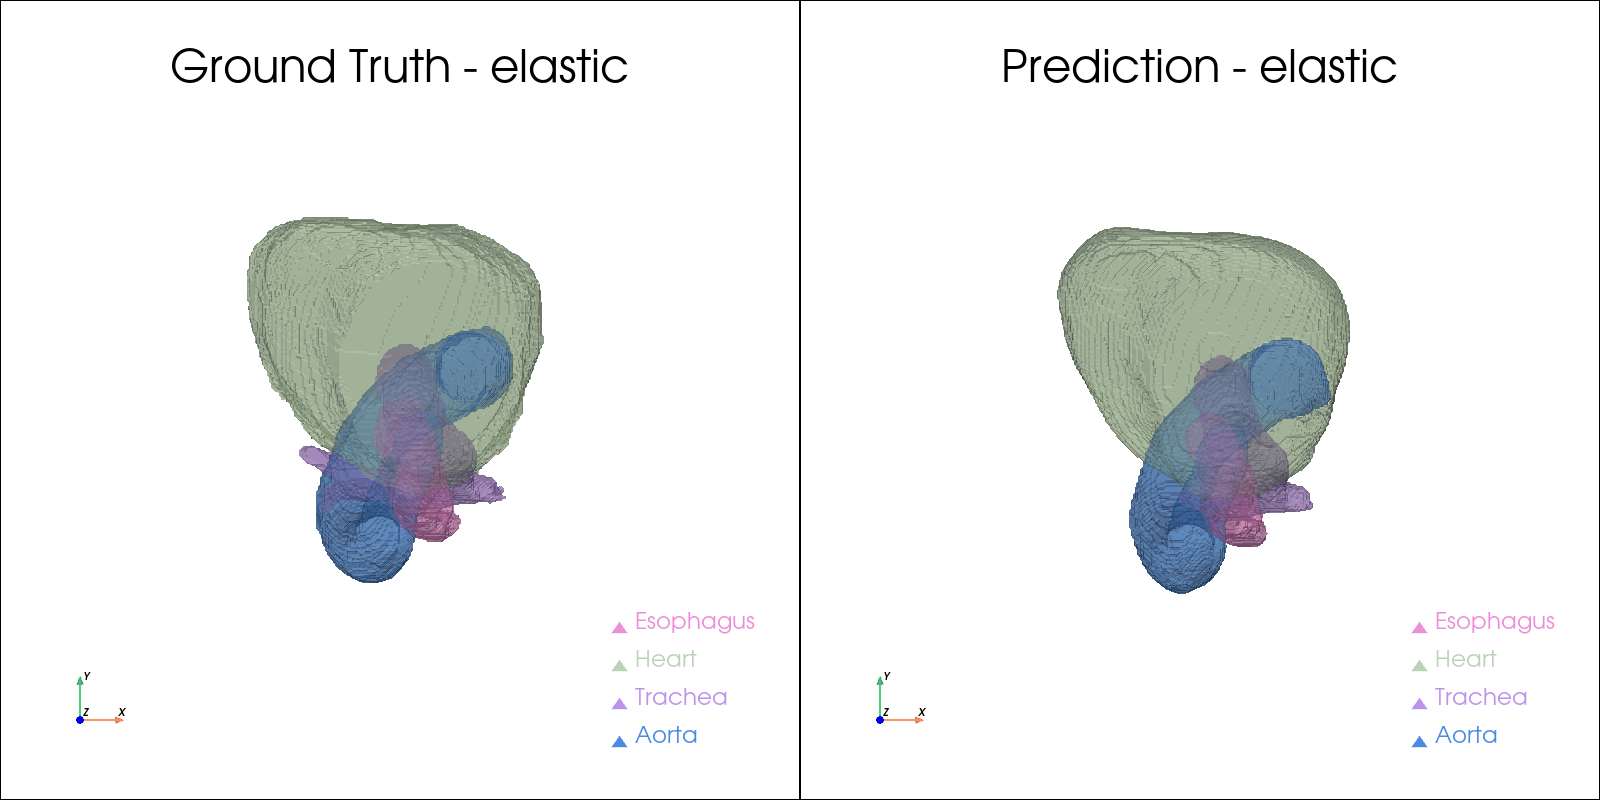 Ground Truth - elastic
Esophagus
Heart
Trachea
Aorta
Y
Z
X
Prediction - elastic
Esophagus
Heart
Trachea
Aorta
Y
Z
X